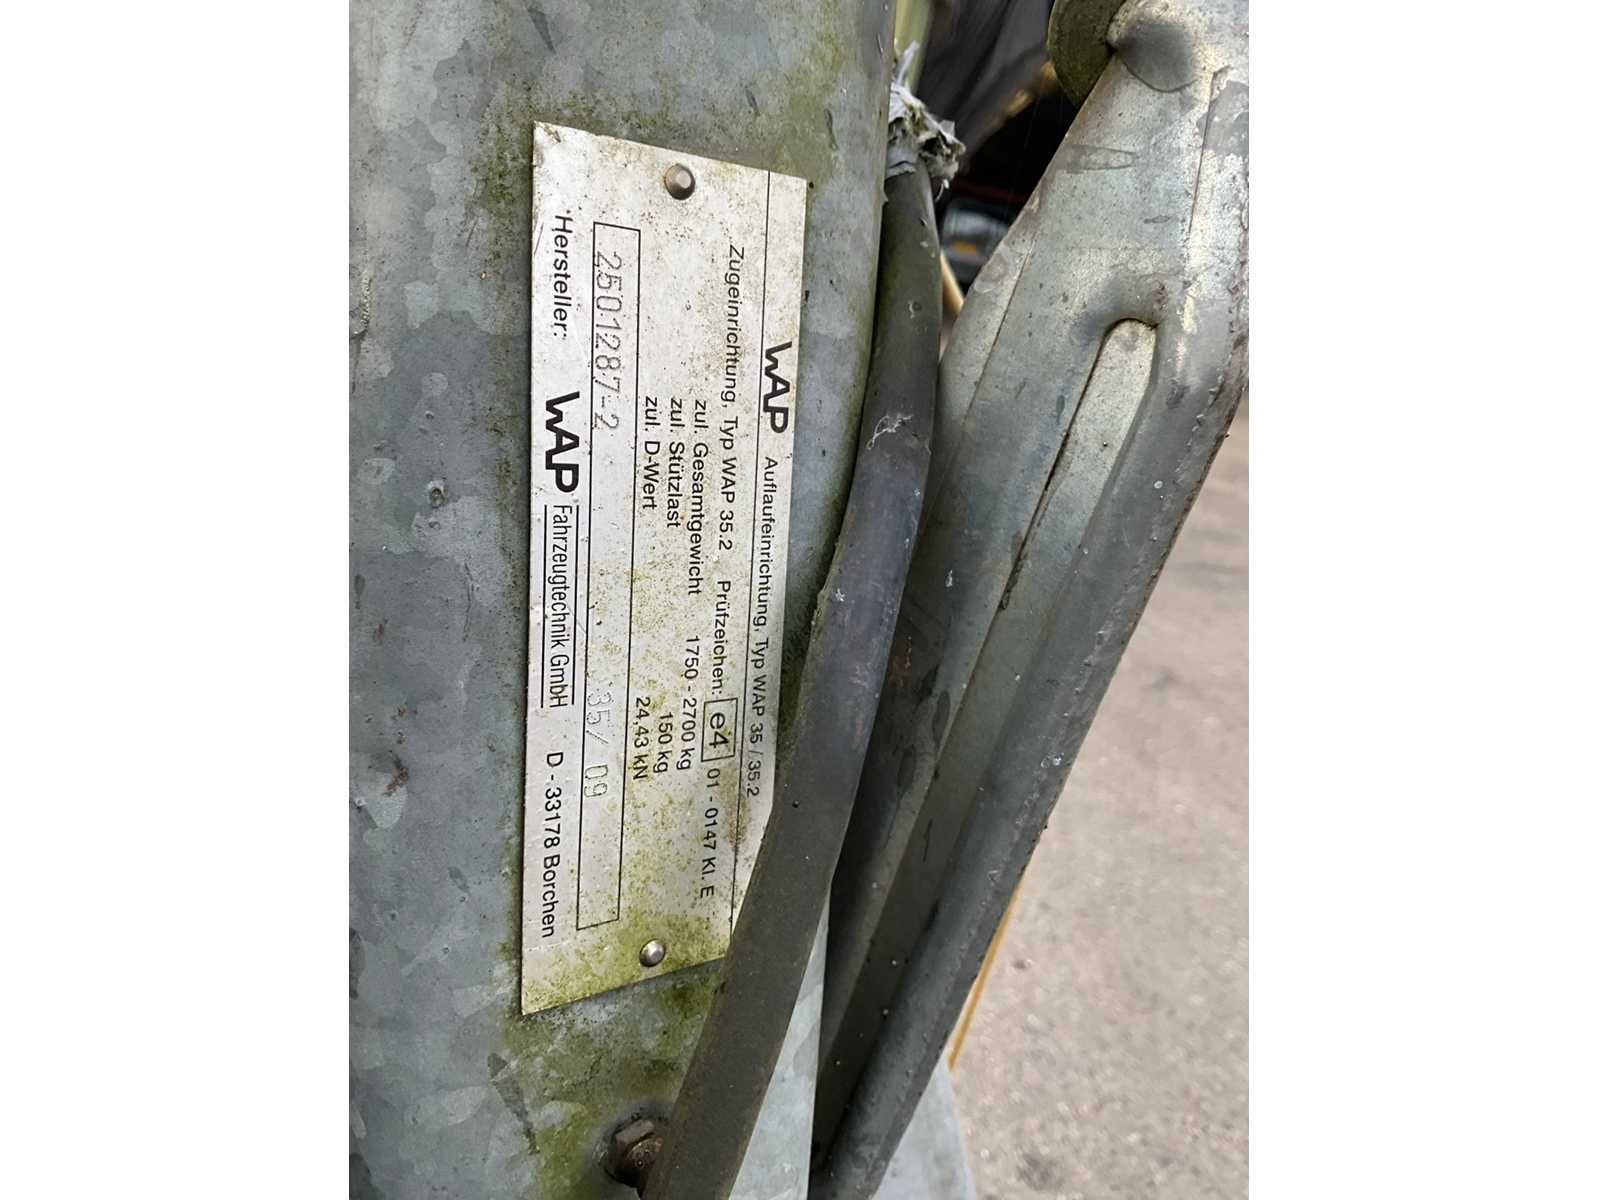 WAP Auflaufeinrichtung, Typ WAP 35 / 35.2
Zugeinrichtung, Typ WAP 35.2 Prüfzeichen: e4 01 - 0147 Kl. E
zul. Gesamtgewicht 1750 - 2700 kg
zul. Stützlast 150 kg
zul. D-Wert 24,43 kN
2501287-2 35/ 09
Hersteller: WAP Fahrzeugtechnik GmbH D - 33178 Borchen